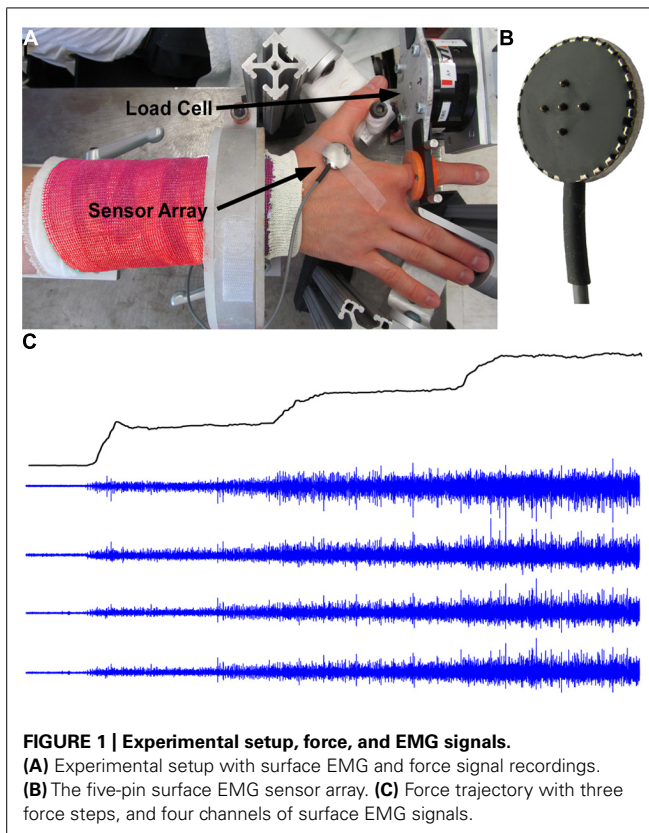 A
B
Load Cell
Sensor Array
C
FIGURE 1 | Experimental setup, force, and EMG signals.
(A) Experimental setup with surface EMG and force signal recordings.
(B) The five-pin surface EMG sensor array. (C) Force trajectory with three
force steps, and four channels of surface EMG signals.